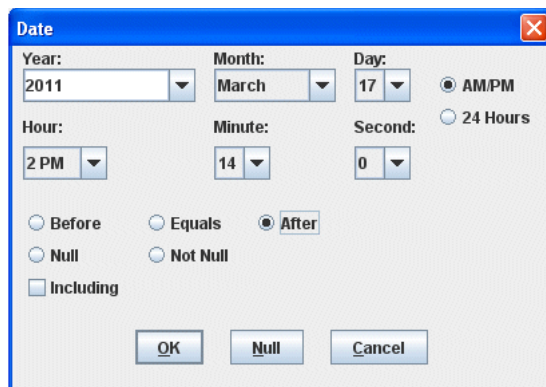 Date
Year: Month: Day:
2011 March 17 AM/PM
24 Hours
Hour: Minute: Second:
2 PM 14 0
Before Equals After
Null Not Null
Including
OK Null Cancel